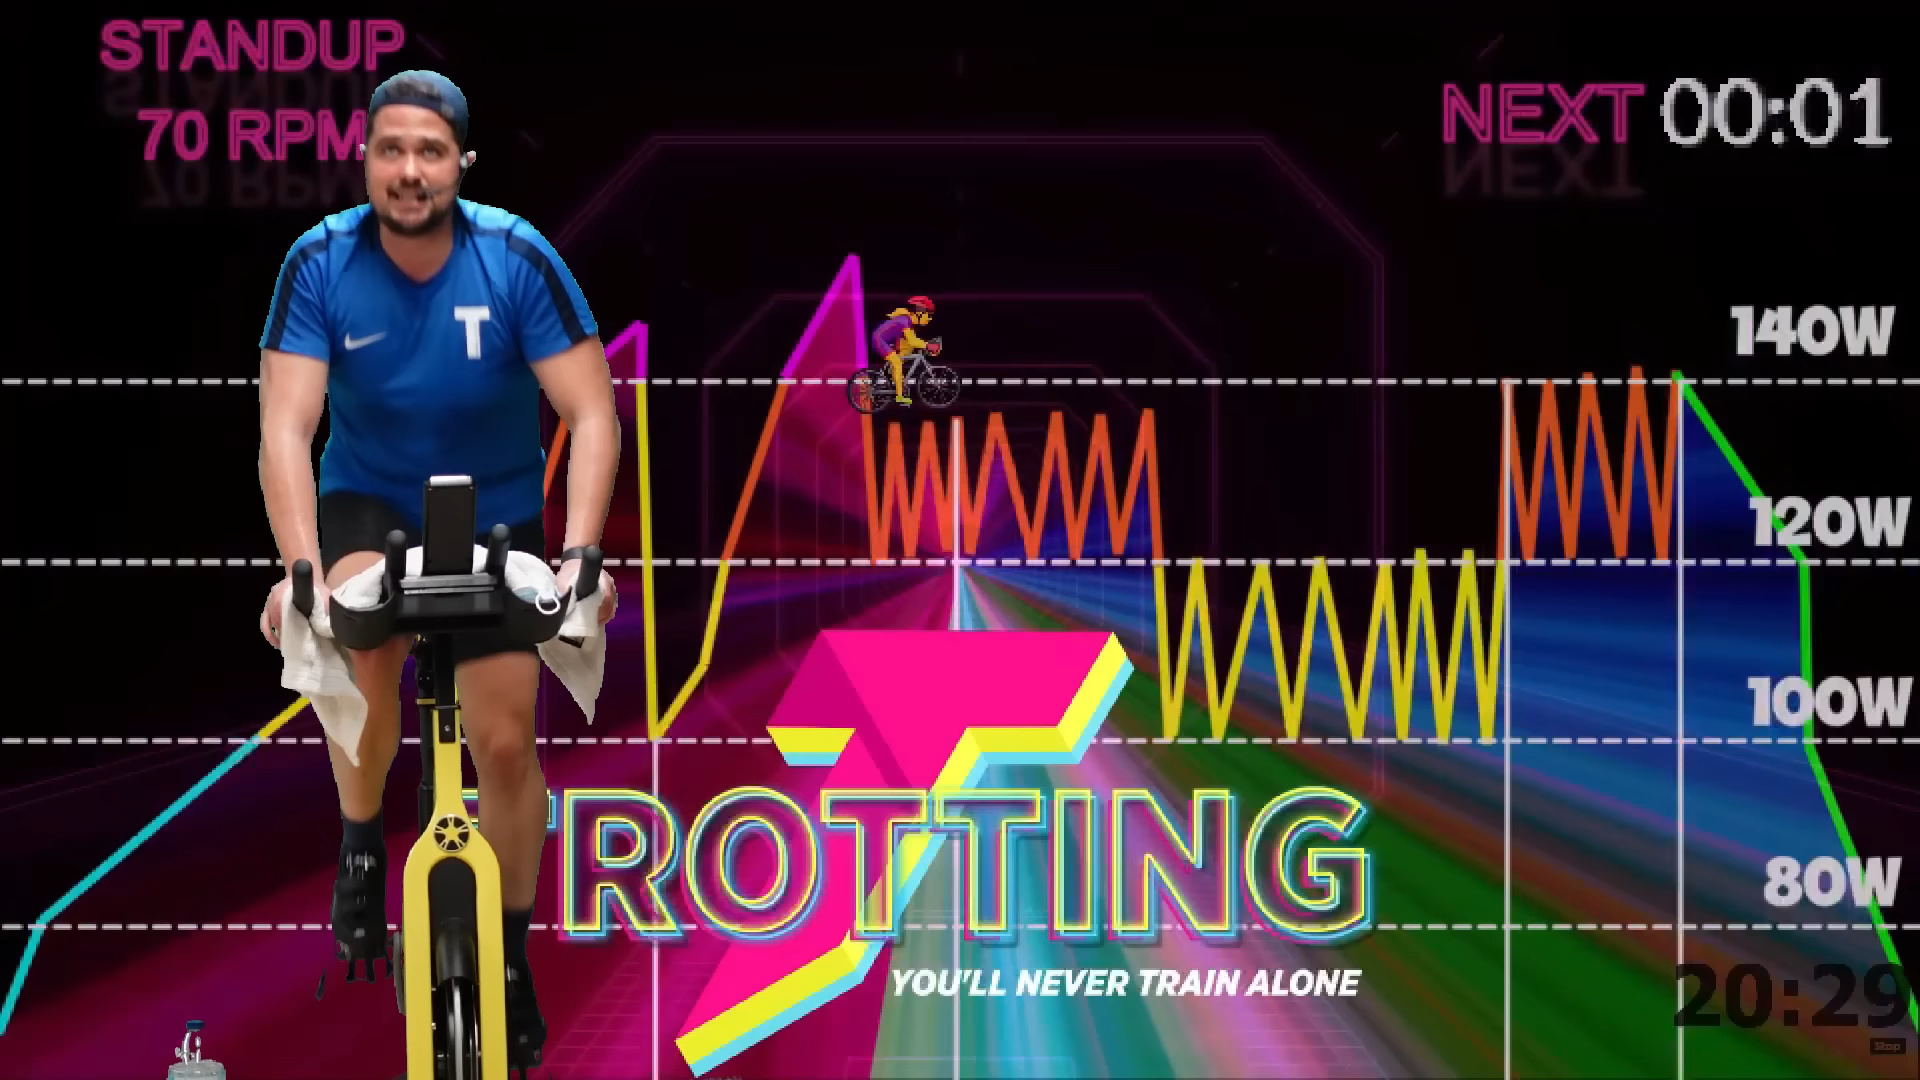 STANDUP
70 RPM
NEXT 00:01
140W
120W
100W
80W
T
TROTTING
YOU'LL NEVER TRAIN ALONE
20:29